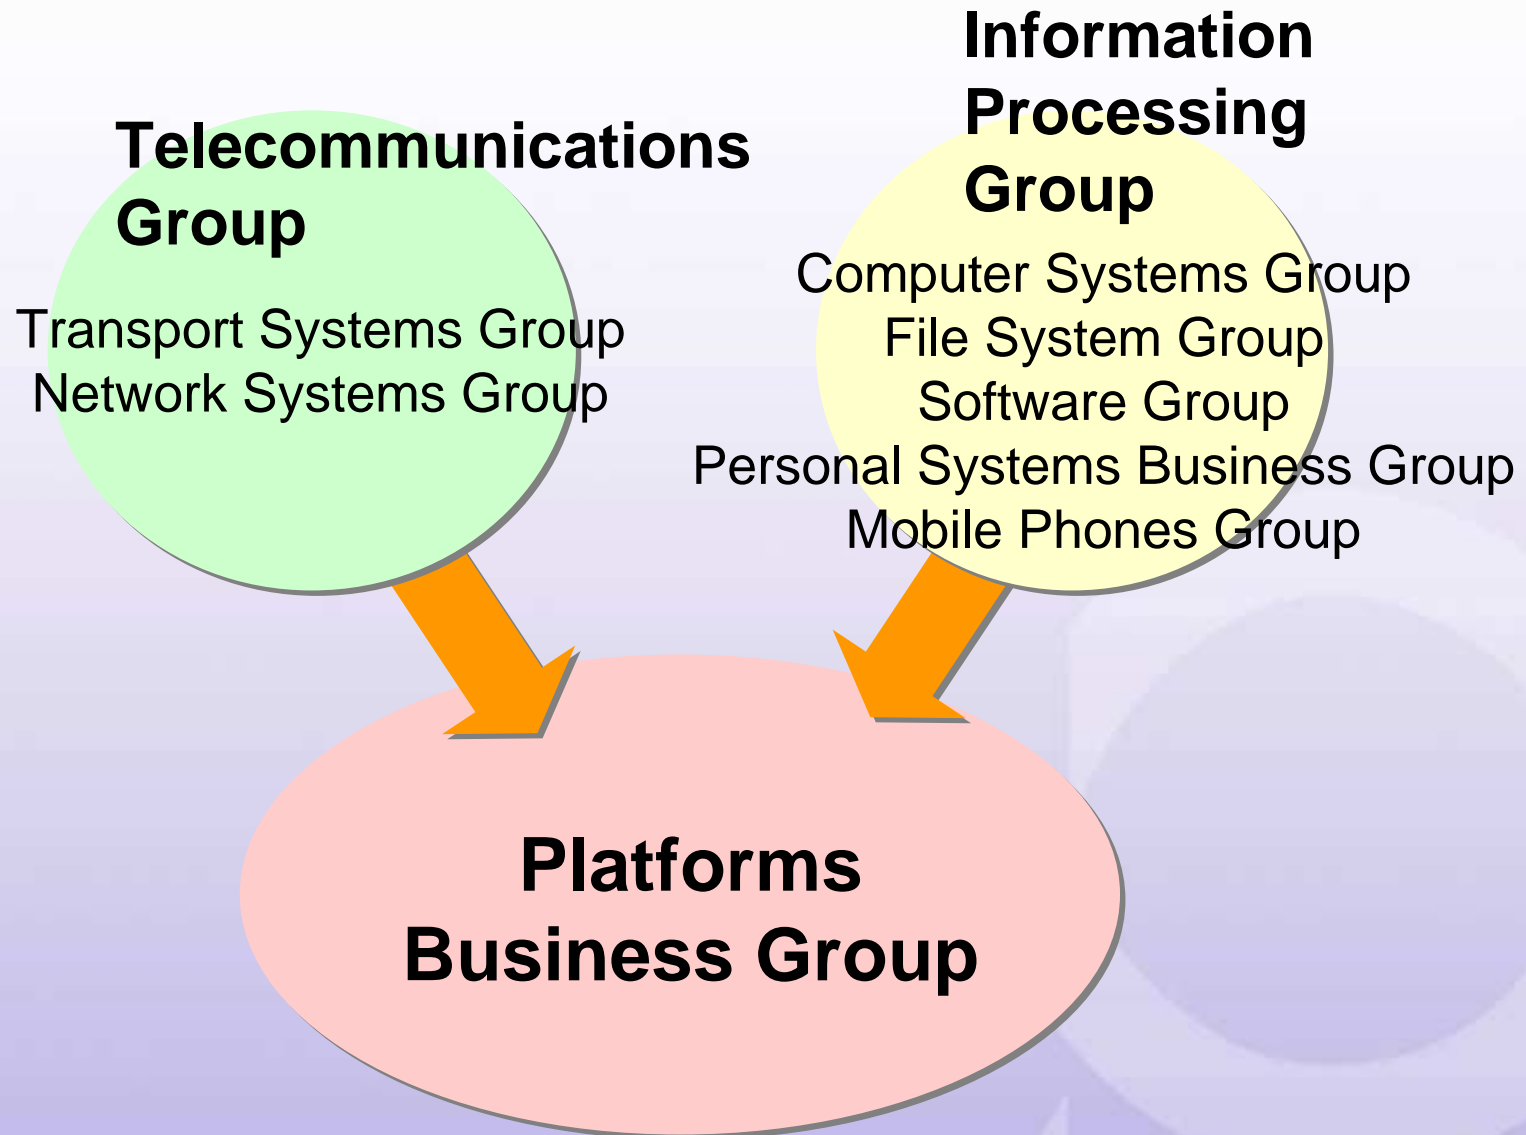 Telecommunications
Group
Transport Systems Group
Network Systems Group
Information
Processing
Group
Computer Systems Group
File System Group
Software Group
Personal Systems Business Group
Mobile Phones Group
Platforms
Business Group